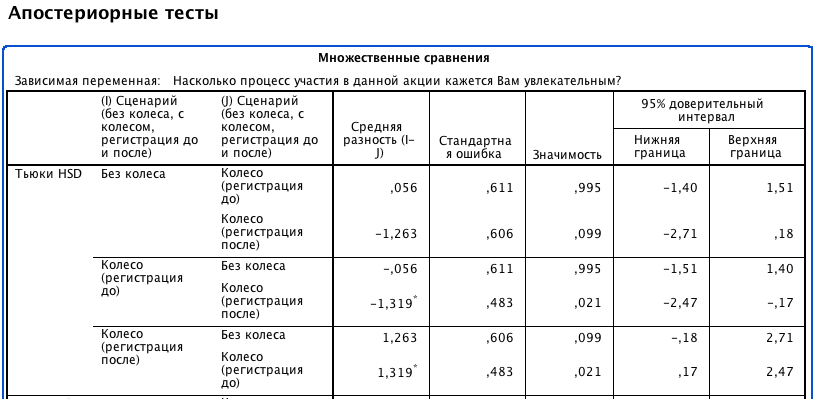 Апостериорные тесты
Множественные сравнения
Зависимая переменная: Насколько процесс участия в данной акции кажется Вам увлекательным?
(I) Сценарий (без колеса, с колесом, регистрация до и после)
(J) Сценарий (без колеса, с колесом, регистрация до и после)
Средняя разность (I-J)
Стандартная ошибка
Значимость
95% доверительный интервал
Нижняя граница
Верхняя граница
Тьюки HSD
Без колеса
Колесо (регистрация до)
,056 ,611 ,995 -1,40 1,51
Колесо (регистрация после)
-1,263 ,606 ,099 -2,71 ,18
Колесо (регистрация до)
Без колеса
-,056 ,611 ,995 -1,51 1,40
Колесо (регистрация после)
-1,319* ,483 ,021 -2,47 -,17
Колесо (регистрация после)
Без колеса
1,263 ,606 ,099 -,18 2,71
Колесо (регистрация до)
1,319* ,483 ,021 ,17 2,47